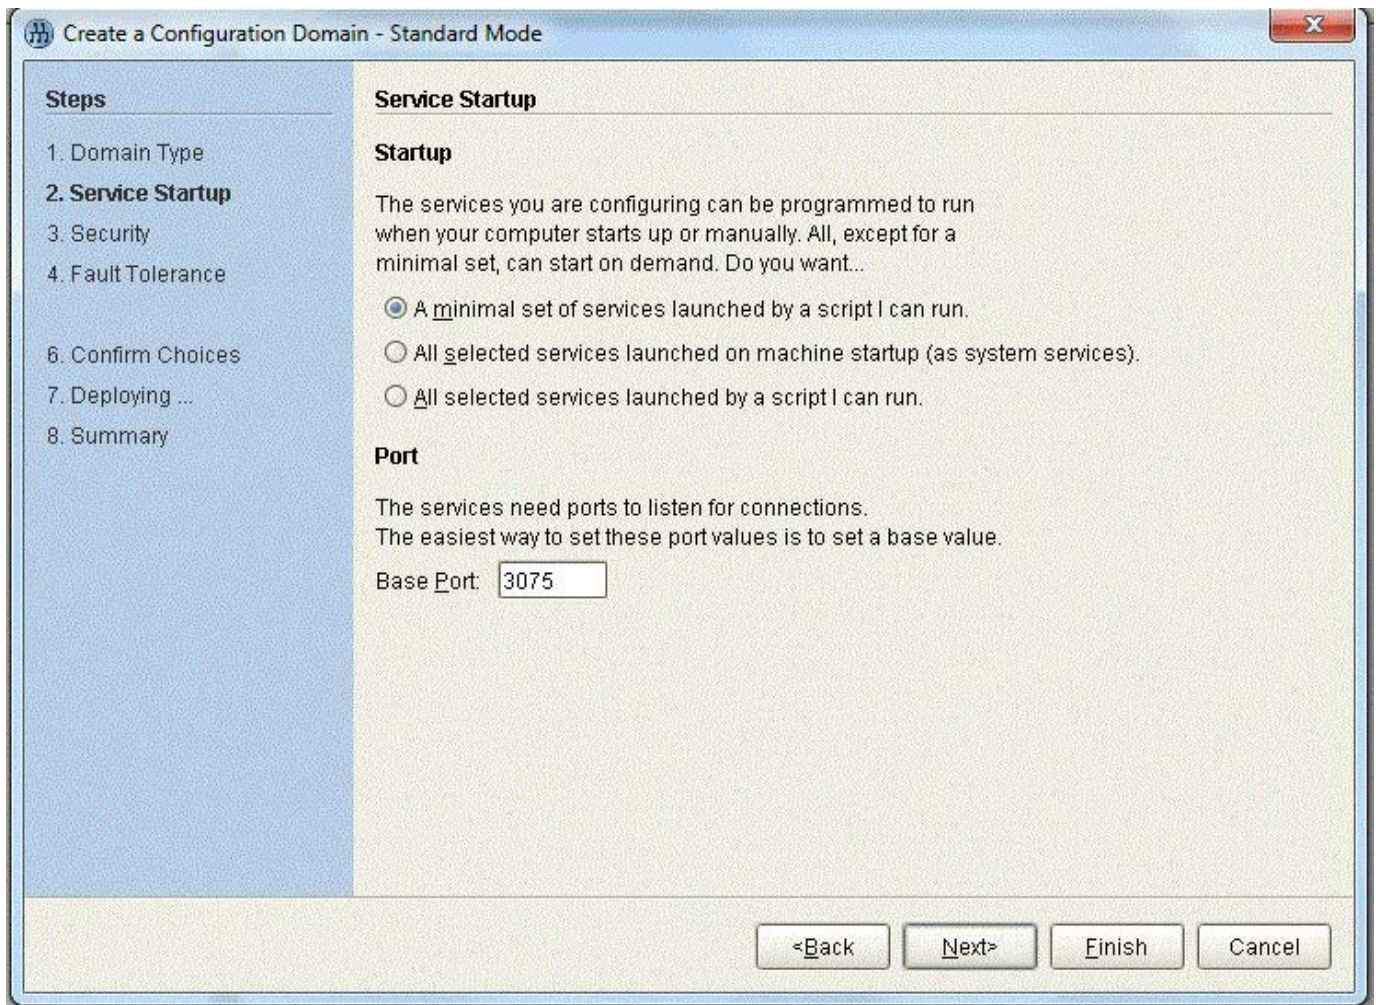 Create a Configuration Domain - Standard Mode
Steps
1. Domain Type
2. Service Startup
3. Security
4. Fault Tolerance
6. Confirm Choices
7. Deploying ...
8. Summary
Service Startup
Startup
The services you are configuring can be programmed to run
when your computer starts up or manually. All, except for a
minimal set, can start on demand. Do you want...
A minimal set of services launched by a script I can run.
All selected services launched on machine startup (as system services).
All selected services launched by a script I can run.
Port
The services need ports to listen for connections.
The easiest way to set these port values is to set a base value.
Base Port: 3075
<Back Next> Finish Cancel